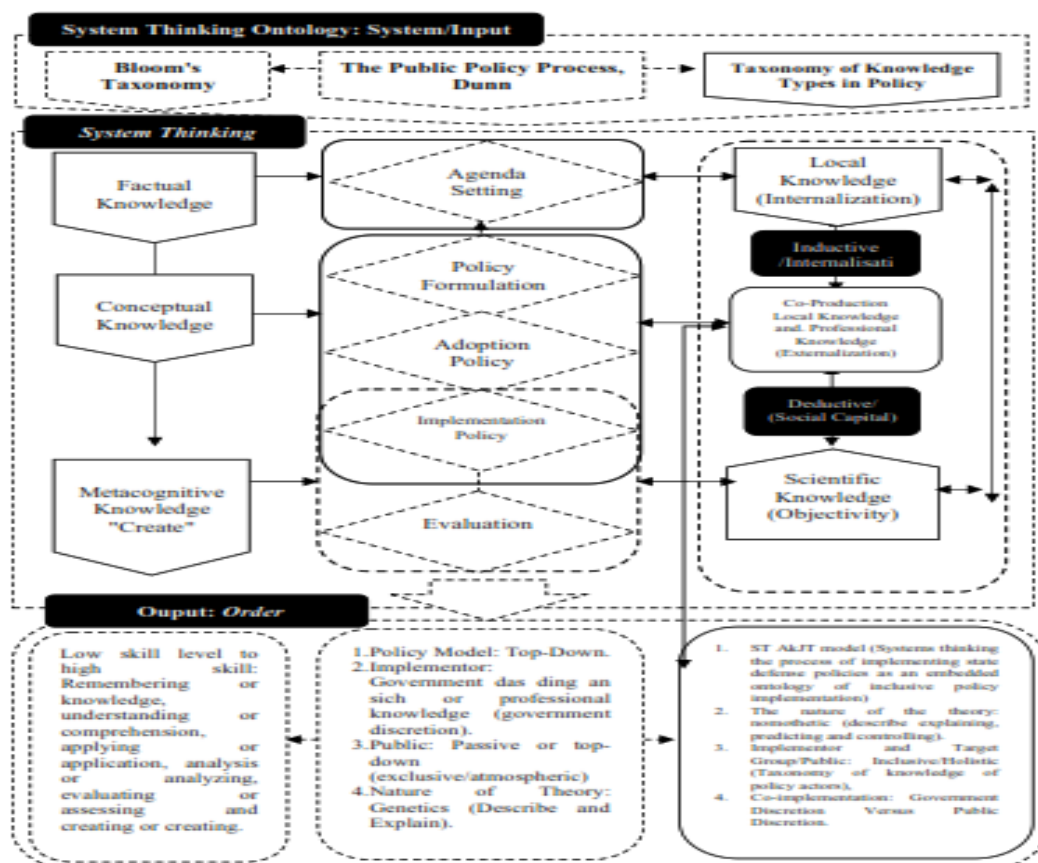 System Thinking Ontology: System/Input
Bloom's
Taxonomy
The Public Policy Process,
Dunn
Taxonomy of Knowledge
Types in Policy
System Thinking
Factual
Knowledge
Agenda
Setting
Local
Knowledge
(Internalization)
Inductive
/Internalisati
Policy
Formulation
Conceptual
Knowledge
Co-Production
Local Knowledge
and. Professional
Knowledge
(Externalization)
Adoption
Policy
Deductive/
(Social Capital)
Implementation
Policy
Metacognitive
Knowledge
"Create"
Scientific
Knowledge
(Objectivity)
Evaluation
Ouput: Order
Low skill level to
high skill:
Remembering or
knowledge,
understanding or
comprehension,
applying or
application, analysis
or analyzing,
evaluating or
assessing and
creating or creating.
1.Policy Model: Top-Down.
2.Implementor:
Government das ding an
sich or professional
knowledge (government
discretion).
3.Public: Passive or top-
down
(exclusive/atmospheric)
4.Nature of Theory:
Genetics (Describe and
Explain).
1. ST AkJT model (Systems thinking
the process of implementing state
defense policies as an embedded
ontology of inclusive policy
implementation)
2. The nature of the theory:
nomothetic (describe explaining,
predicting and controlling).
3. Implementor and Target
Group/Public: Inclusive/Holistic
(Taxonomy of knowledge of
policy actors),
4. Co-implementation: Government
Discretion Versus Public
Discretion.